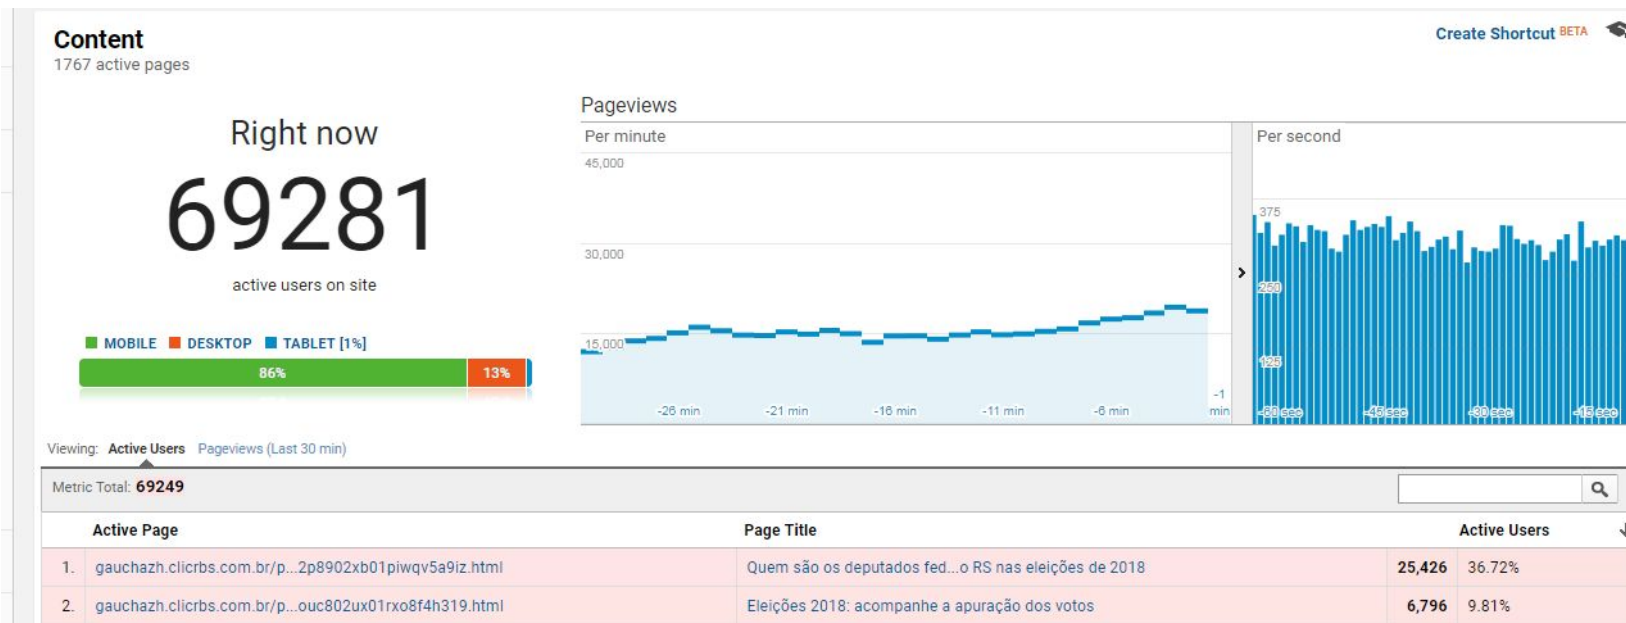 Content
1767 active pages
Create Shortcut BETA
Right now
69281
active users on site
MOBILE DESKTOP TABLET [1%]
86% 13%
Pageviews
Per minute
45,000
30,000
15,000
-26 min -21 min -16 min -11 min -6 min -1 min
Per second
375
250
125
-60 sec -45 sec -30 sec -15 sec
Viewing: Active Users Pageviews (Last 30 min)
Metric Total: 69249
Active Page Page Title Active Users
1. gauchazh.clicrbs.com.br/p...2p8902xb01piwqv5a9iz.html Quem são os deputados fed...o RS nas eleições de 2018 25,426 36.72%
2. gauchazh.clicrbs.com.br/p...ouc802ux01rxo8f4h319.html Eleições 2018: acompanhe a apuração dos votos 6,796 9.81%